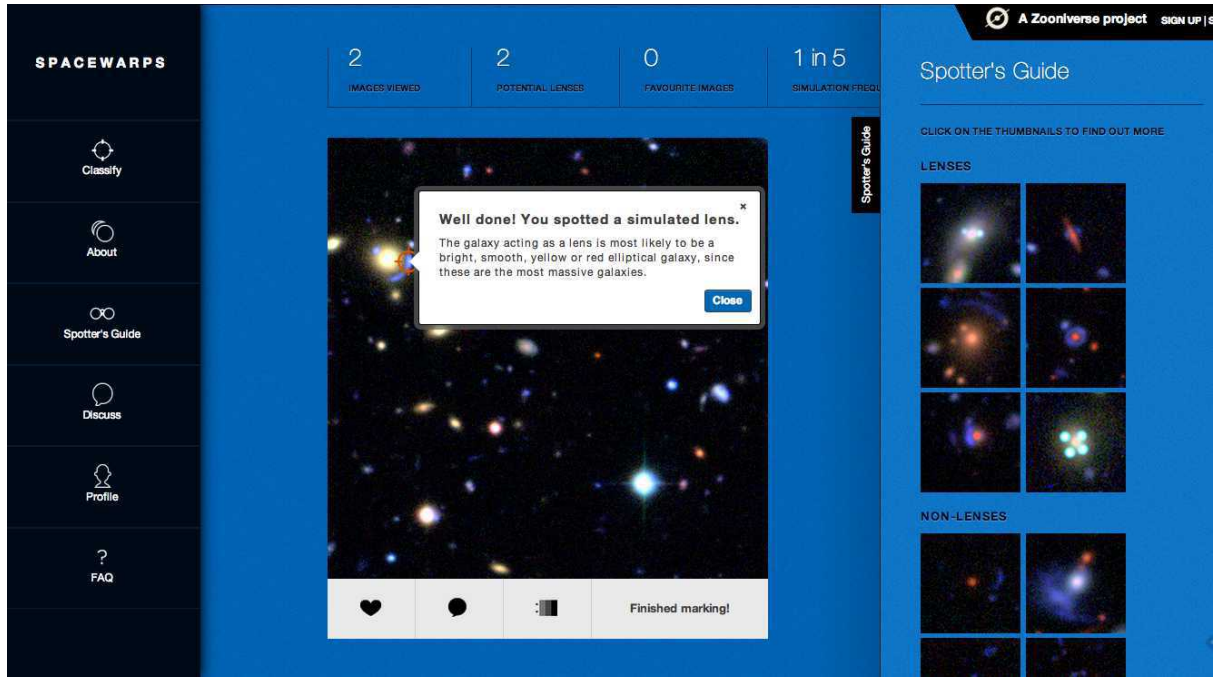 SPACEWARPS
Classify
About
Spotter's Guide
Discuss
Profile
?
FAQ
2
IMAGES VIEWED
2
POTENTIAL LENSES
0
FAVOURITE IMAGES
1 in 5
SIMULATION FREQU
Spotter's Guide
Well done! You spotted a simulated lens.
The galaxy acting as a lens is most likely to be a
bright, smooth, yellow or red elliptical galaxy, since
these are the most massive galaxies.
Close
Finished marking!
A Zooniverse project SIGN UP | S
Spotter's Guide
CLICK ON THE THUMBNAILS TO FIND OUT MORE
LENSES
NON-LENSES